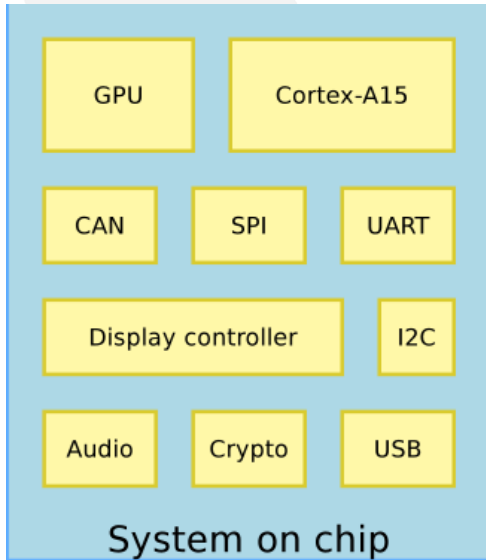 GPU
Cortex-A15
CAN
SPI
UART
Display controller
I2C
Audio
Crypto
USB
System on chip